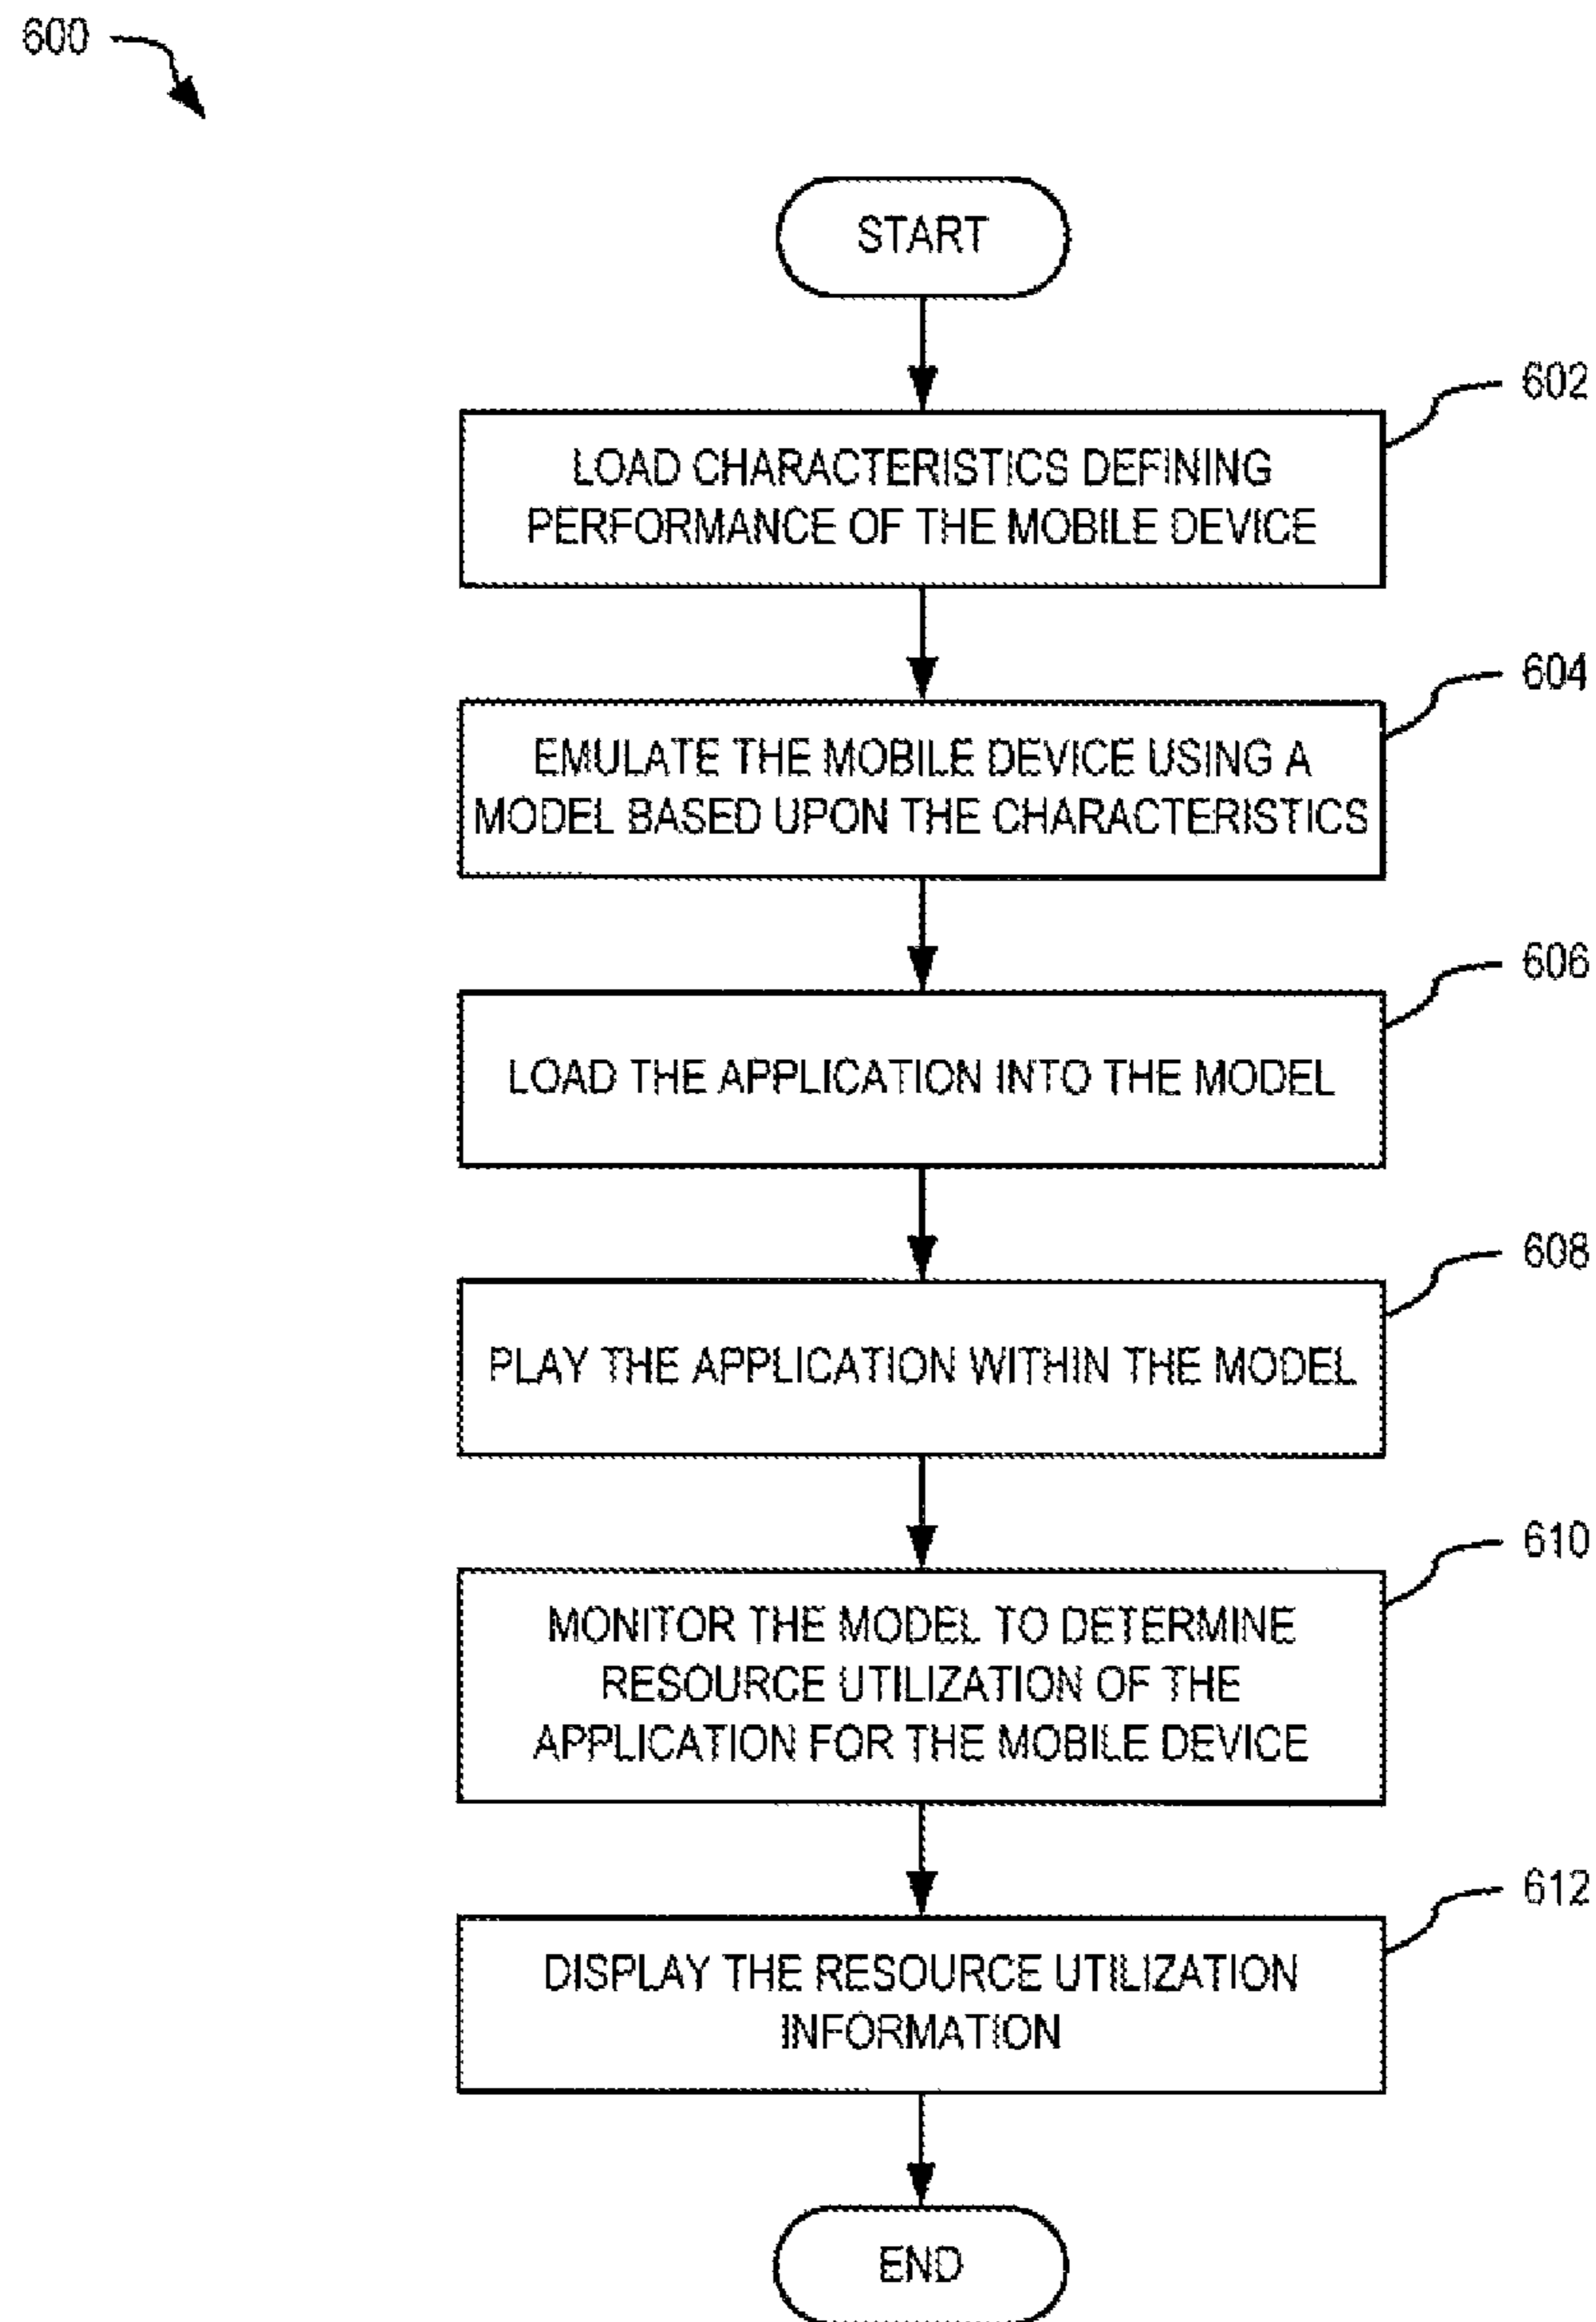 600
START
602
LOAD CHARACTERISTICS DEFINING
PERFORMANCE OF THE MOBILE DEVICE
604
EMULATE THE MOBILE DEVICE USING A
MODEL BASED UPON THE CHARACTERISTICS
606
LOAD THE APPLICATION INTO THE MODEL
608
PLAY THE APPLICATION WITHIN THE MODEL
610
MONITOR THE MODEL TO DETERMINE
RESOURCE UTILIZATION OF THE
APPLICATION FOR THE MOBILE DEVICE
612
DISPLAY THE RESOURCE UTILIZATION
INFORMATION
END